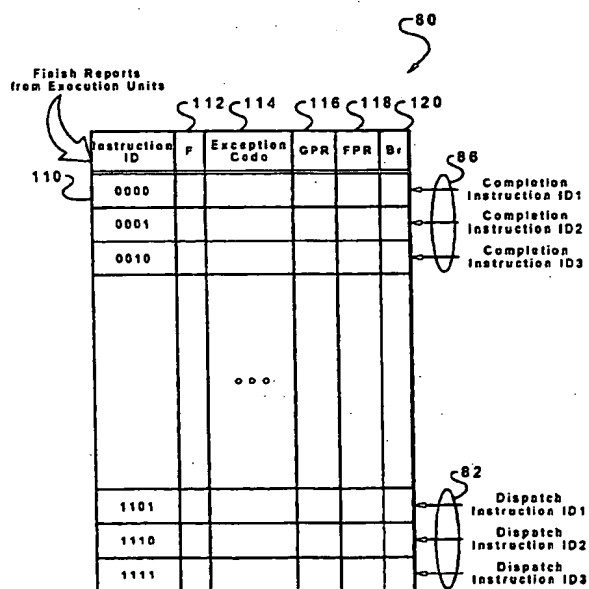 80
Finish Reports
from Execution Units
112 114 116 118 120
Instruction
ID
F
Exception
Code
GPR
FPR
Br
110
86
0000
Completion
Instruction ID1
0001
Completion
Instruction ID2
0010
Completion
Instruction ID3
82
1101
Dispatch
Instruction ID1
1110
Dispatch
Instruction ID2
1111
Dispatch
Instruction ID3